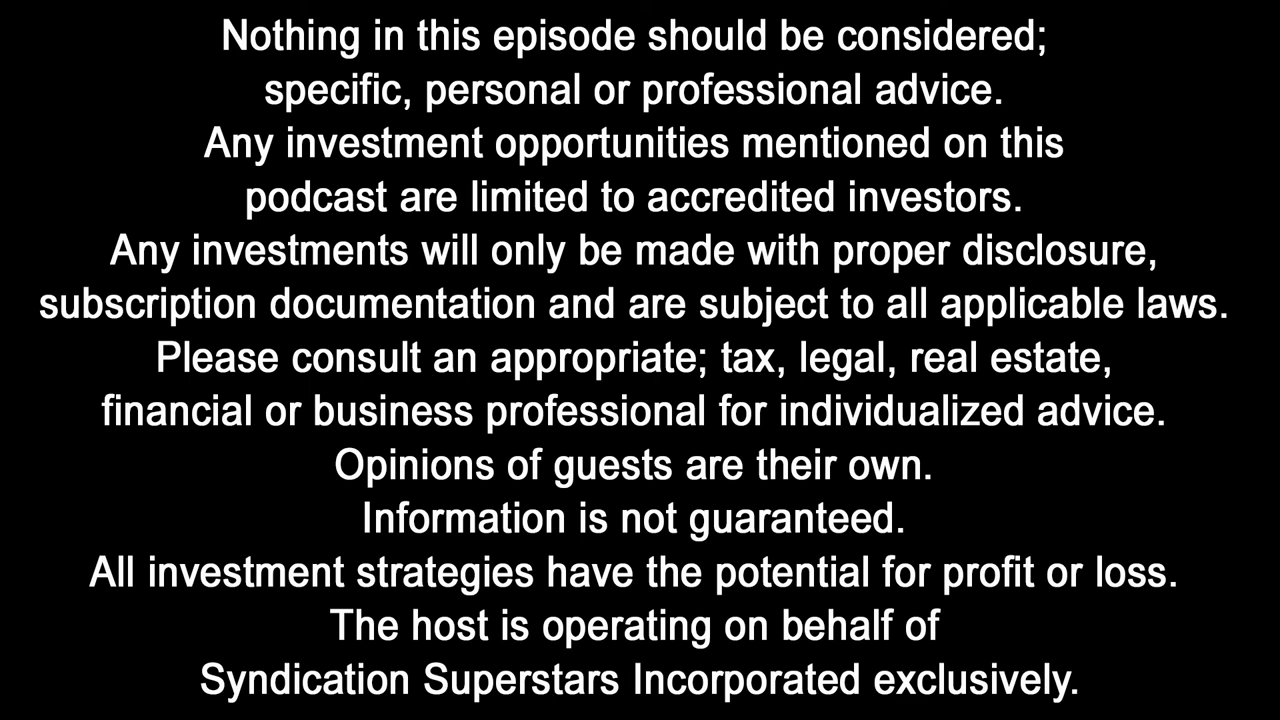 Nothing in this episode should be considered;
specific, personal or professional advice.
Any investment opportunities mentioned on this
podcast are limited to accredited investors.
Any investments will only be made with proper disclosure,
subscription documentation and are subject to all applicable laws.
Please consult an appropriate; tax, legal, real estate,
financial or business professional for individualized advice.
Opinions of guests are their own.
Information is not guaranteed.
All investment strategies have the potential for profit or loss.
The host is operating on behalf of
Syndication Superstars Incorporated exclusively.